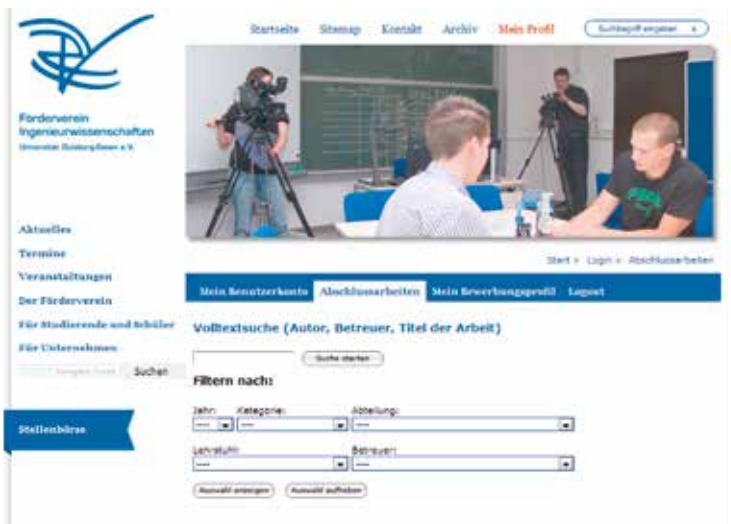 Startseite Sitemap Kontakt Archiv Mein Profil
Suchbegriff eingeben
Förderverein
Ingenieurwissenschaften
Universität Duisburg-Essen e.V.
Aktuelles
Termine
Veranstaltungen
Der Förderverein
Für Studierende und Schüler
Für Unternehmen
Suchen
Stellenbörse
Start » Login » Abschlussarbeiten
Mein Benutzerkonto Abschlussarbeiten Mein Bewerbungsprofil Logout
Volltextsuche (Autor, Betreuer, Titel der Arbeit)
Suche starten
Filtern nach:
Jahr: Kategorie: Abteilung:
---- ---- ----
Lehrstuhl: Betreuer:
---- ----
Auswahl anzeigen Auswahl aufheben